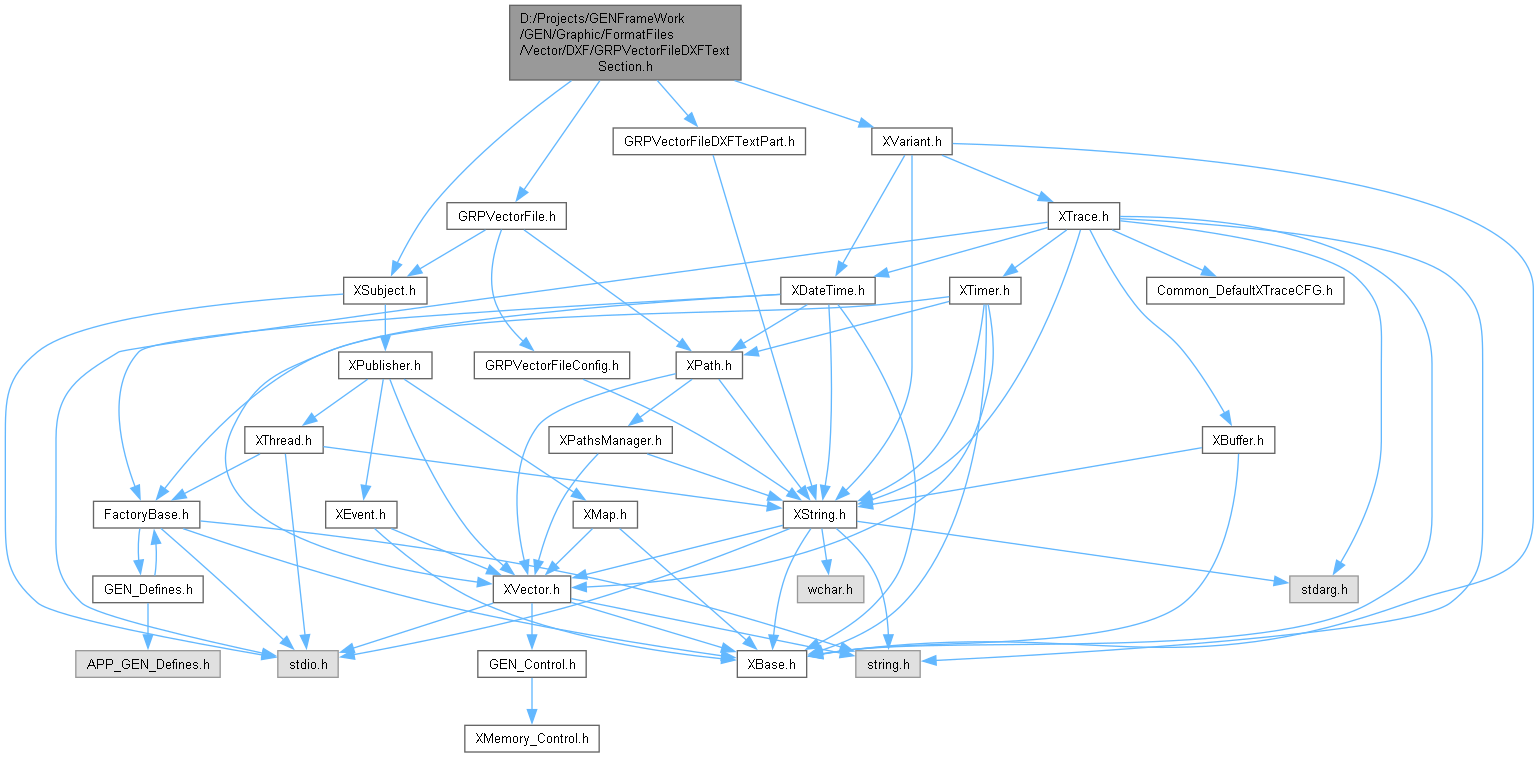 D:/Projects/GENFrameWork
/GEN/Graphic/FormatFiles
/Vector/DXF/GRPVectorFileDXFText
Section.h
GRPVectorFileDXFTextPart.h
XVariant.h
GRPVectorFile.h
XTrace.h
XSubject.h
XDateTime.h
XTimer.h
Common_DefaultXTraceCFG.h
XPublisher.h
GRPVectorFileConfig.h
XPath.h
XThread.h
XPathsManager.h
XBuffer.h
FactoryBase.h
XEvent.h
XMap.h
XString.h
GEN_Defines.h
XVector.h
wchar.h
stdarg.h
APP_GEN_Defines.h
stdio.h
GEN_Control.h
XBase.h
string.h
XMemory_Control.h